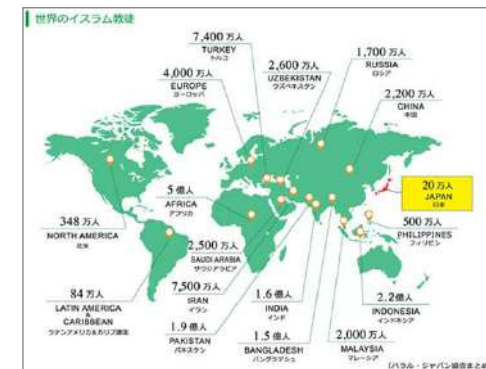 世界のイスラム教徒
7,400 万人
TURKEY
トルコ
1,700 万人
RUSSIA
ロシア
4,000 万人
EUROPE
ヨーロッパ
2,600 万人
UZBEKISTAN
ウズベキスタン
2,200 万人
CHINA
中国
5 億人
AFRICA
アフリカ
20 万人
JAPAN
日本
348 万人
NORTH AMERICA
北米
2,500 万人
SAUDI ARABIA
サウジアラビア
500 万人
PHILIPPINES
フィリピン
84 万人
LATIN AMERICA
&
CARIBBEAN
ラテンアメリカ&カリブ諸国
7,500 万人
IRAN
イラン
1.6 億人
INDIA
インド
2.2億人
INDONESIA
インドネシア
1.9 億人
PAKISTAN
パキスタン
1.5 億人
BANGLADESH
バングラデシュ
2,000 万人
MALAYSIA
マレーシア
(ハラル・ジャパン協会まとめ